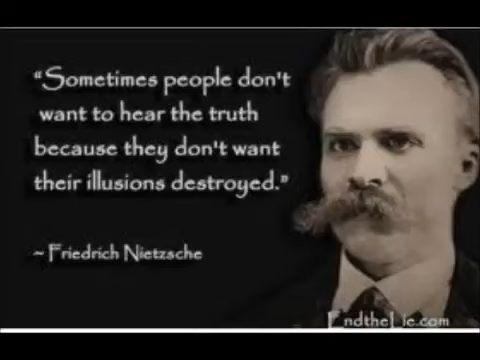 “Sometimes people don't
want to hear the truth
because they don't want
their illusions destroyed.”
~ Friedrich Nietzsche
EndtheLie.com